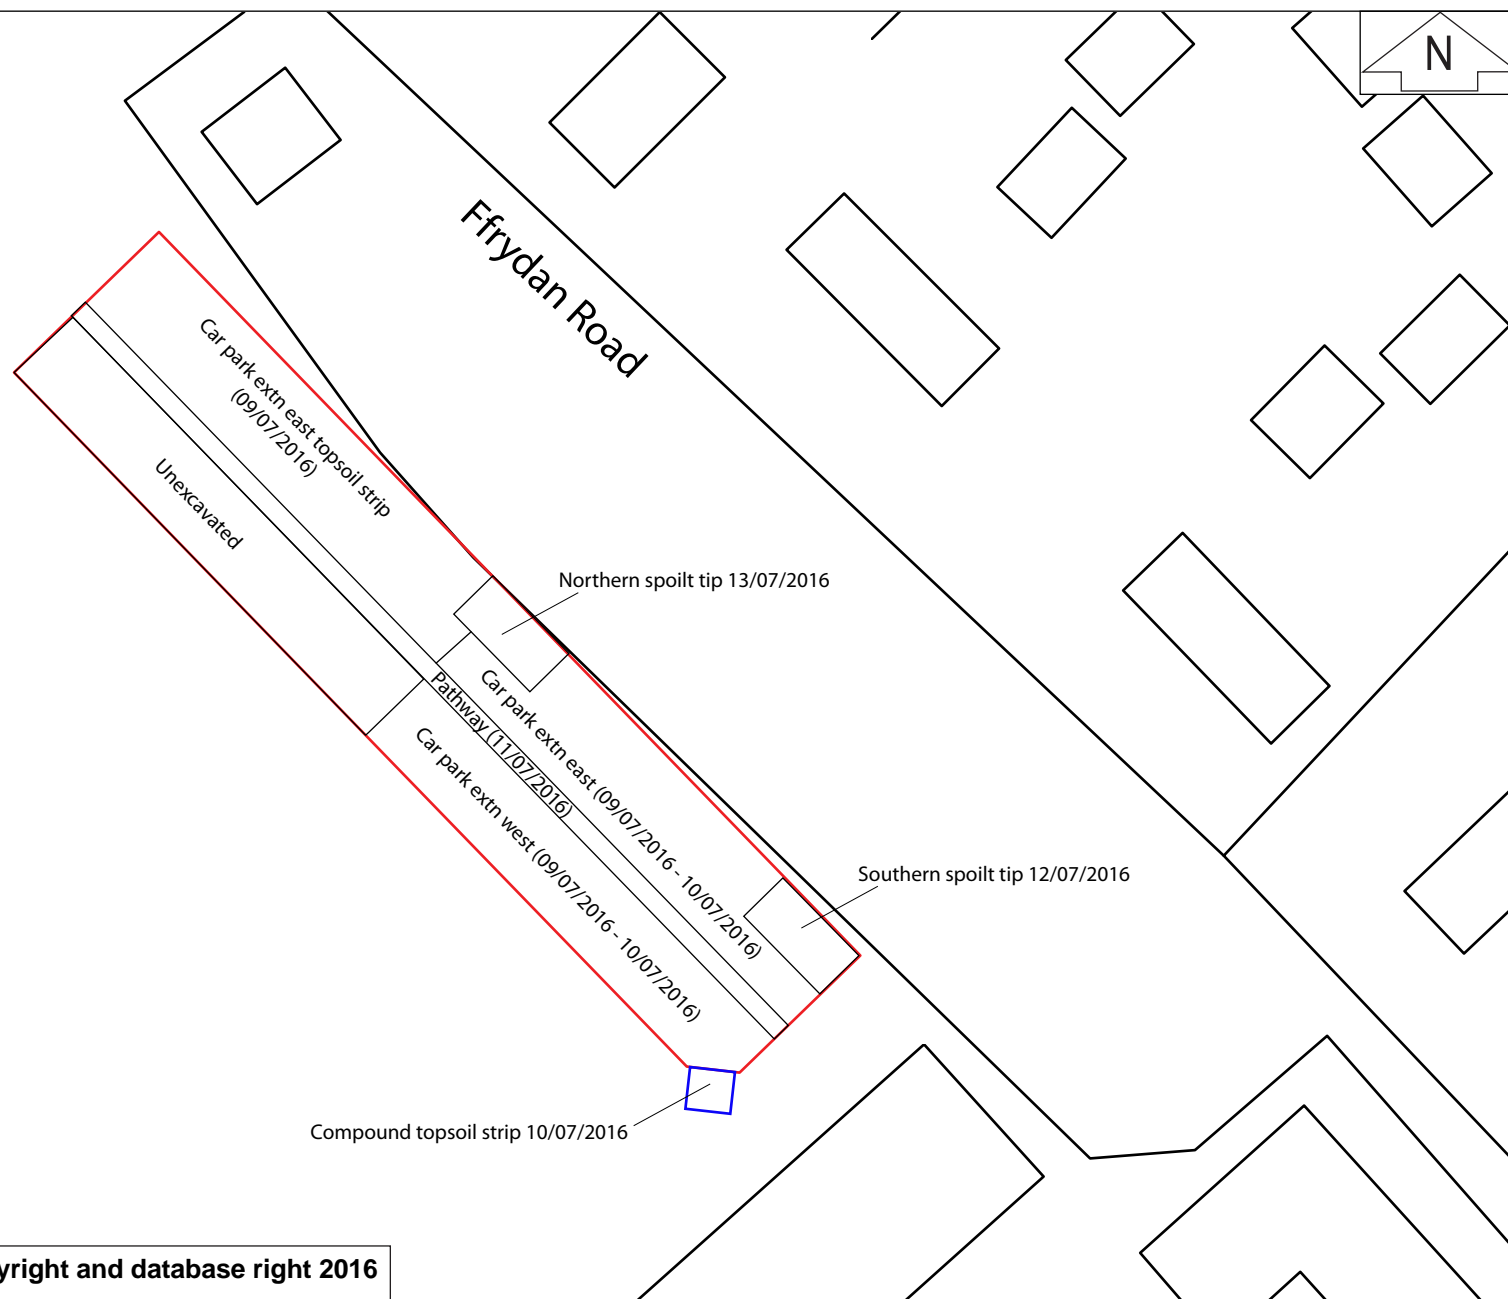 N
Ffrydan Road
Car park extn east topsoil strip
(09/07/2016)
Unexcavated
Northern spoilt tip 13/07/2016
Car park extn east (09/07/2016 - 10/07/2016)
Pathway (11/07/2016)
Car park extn west (09/07/2016 - 10/07/2016)
Southern spoilt tip 12/07/2016
Compound topsoil strip 10/07/2016
yright and database right 2016